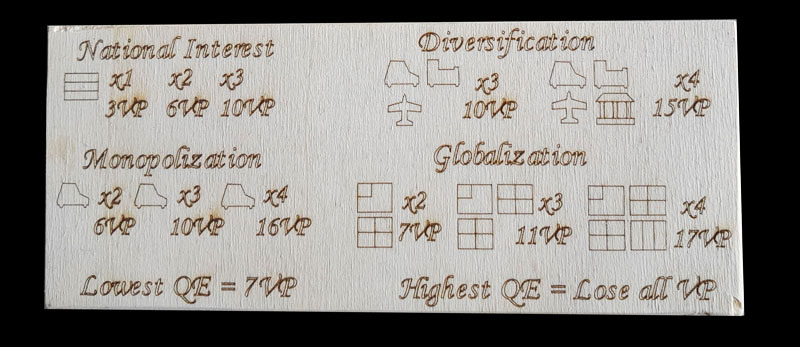 National Interest
x1 x2 x3
3VP 6VP 10VP
Diversification
x3 x4
10VP 15VP
Monopolization
x2 x3 x4
6VP 10VP 16VP
Globalization
x2 x3 x4
7VP 11VP 17VP
Lowest QE = 7VP
Highest QE = Lose all VP